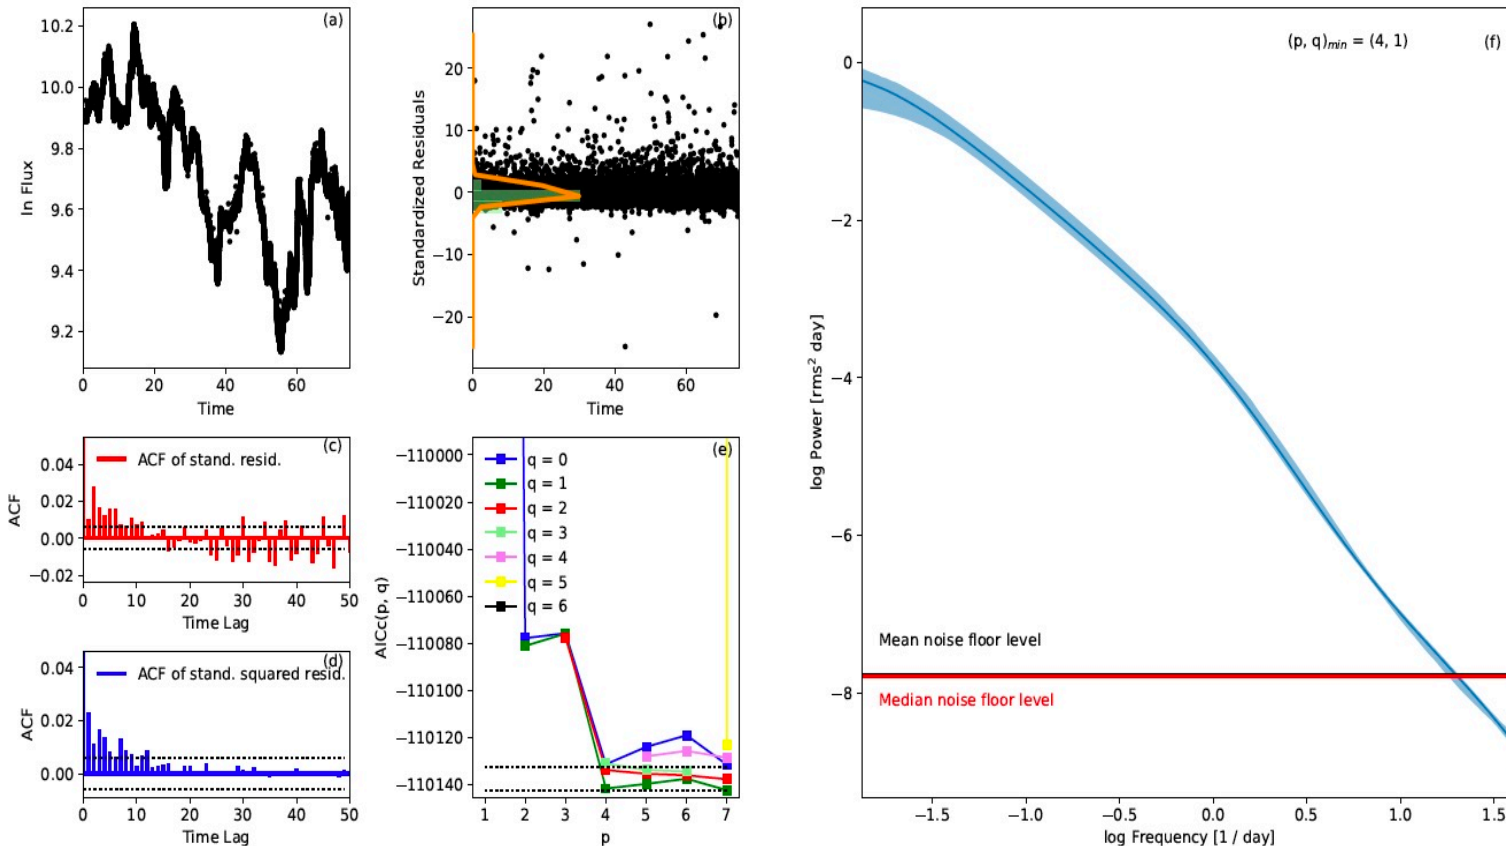 (a)
10.2
10.0
9.8
9.6
9.4
9.2
ln Flux
0 20 40 60
Time
(b)
20
10
0
−10
−20
Standardized Residuals
0 20 40 60
Time
(c)
ACF of stand. resid.
0.04
0.02
0.00
−0.02
ACF
0 10 20 30 40 50
Time Lag
(d)
ACF of stand. squared resid.
0.04
0.02
0.00
ACF
0 10 20 30 40 50
Time Lag
(e)
−110000
−110020
−110040
−110060
−110080
−110100
−110120
−110140
AICc(p, q)
q = 0
q = 1
q = 2
q = 3
q = 4
q = 5
q = 6
1 2 3 4 5 6 7
p
(p, q)min = (4, 1)
(f)
0
−2
−4
−6
−8
log Power [rms² day]
Mean noise floor level
Median noise floor level
−1.5 −1.0 −0.5 0.0 0.5 1.0 1.5
log Frequency [1 / day]